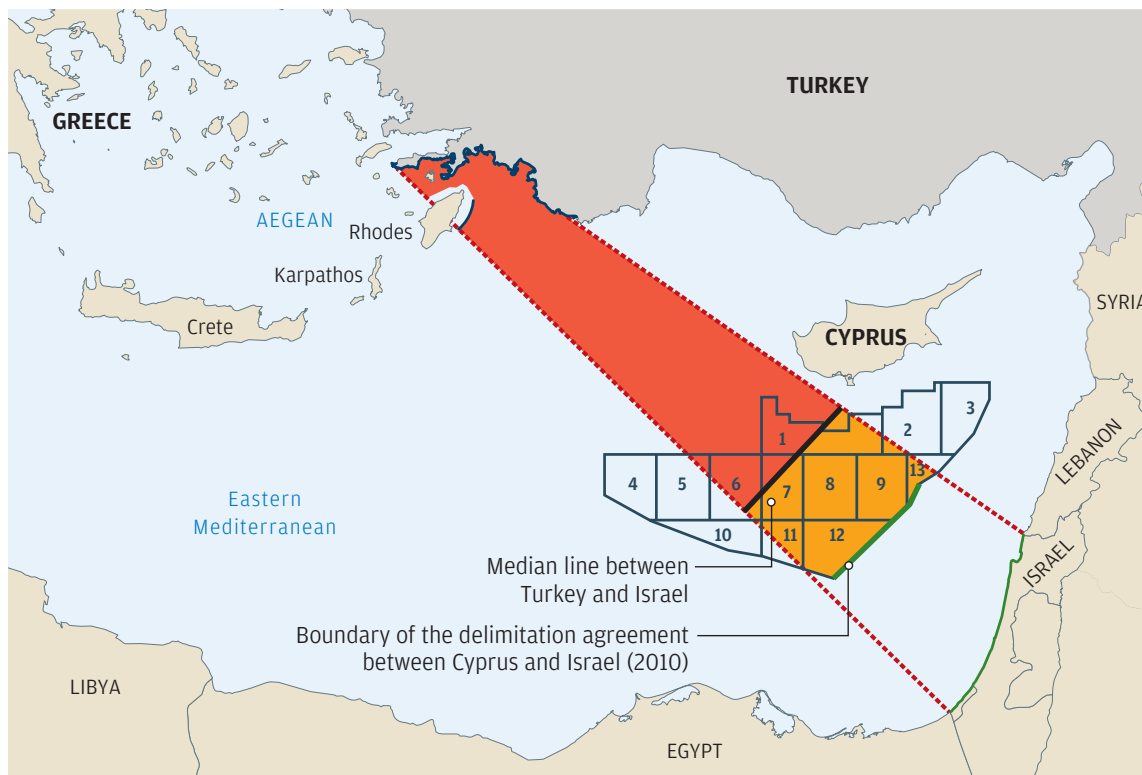 TURKEY
GREECE
AEGEAN
Rhodes
Karpathos
Crete
CYPRUS
SYRIA
LEBANON
ISRAEL
Eastern
Mediterranean
1
2
3
4
5
6
7
8
9
13
10
11
12
Median line between
Turkey and Israel
Boundary of the delimitation agreement
between Cyprus and Israel (2010)
LIBYA
EGYPT